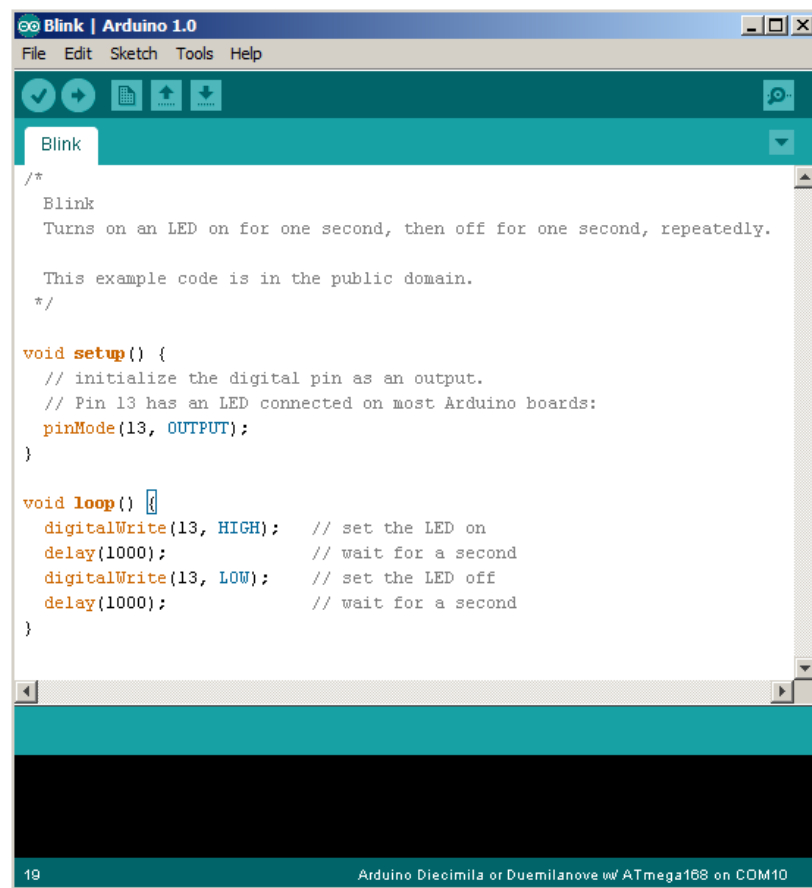 Blink | Arduino 1.0
File Edit Sketch Tools Help
Blink
/*
  Blink
  Turns on an LED on for one second, then off for one second, repeatedly.

  This example code is in the public domain.
 */

void setup() {
  // initialize the digital pin as an output.
  // Pin 13 has an LED connected on most Arduino boards:
  pinMode(13, OUTPUT);
}

void loop() {
  digitalWrite(13, HIGH);   // set the LED on
  delay(1000);              // wait for a second
  digitalWrite(13, LOW);    // set the LED off
  delay(1000);              // wait for a second
}
19 Arduino Diecimila or Duemilanove w/ ATmega168 on COM10